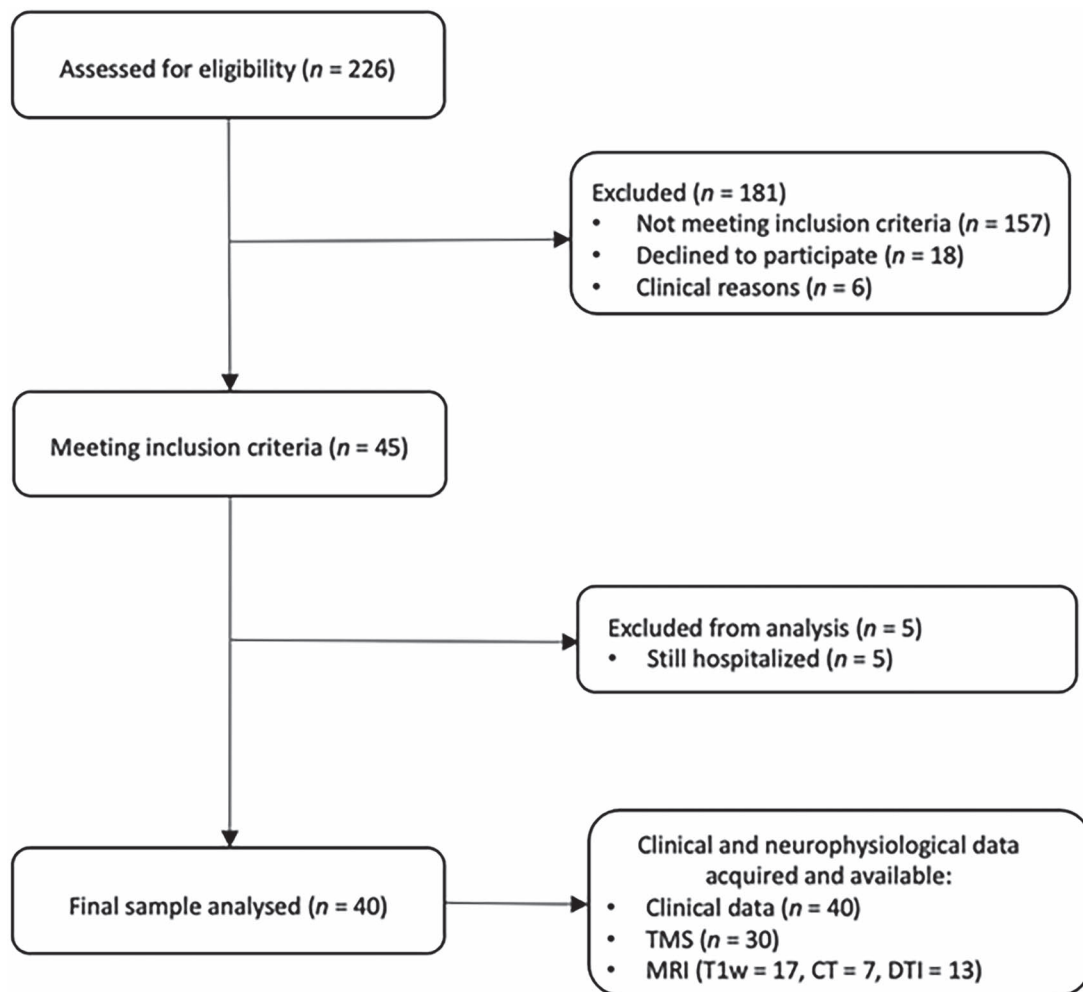 Assessed for eligibility (n = 226)
Excluded (n = 181)
• Not meeting inclusion criteria (n = 157)
• Declined to participate (n = 18)
• Clinical reasons (n = 6)
Meeting inclusion criteria (n = 45)
Excluded from analysis (n = 5)
• Still hospitalized (n = 5)
Final sample analysed (n = 40)
Clinical and neurophysiological data
acquired and available:
• Clinical data (n = 40)
• TMS (n = 30)
• MRI (T1w = 17, CT = 7, DTI = 13)